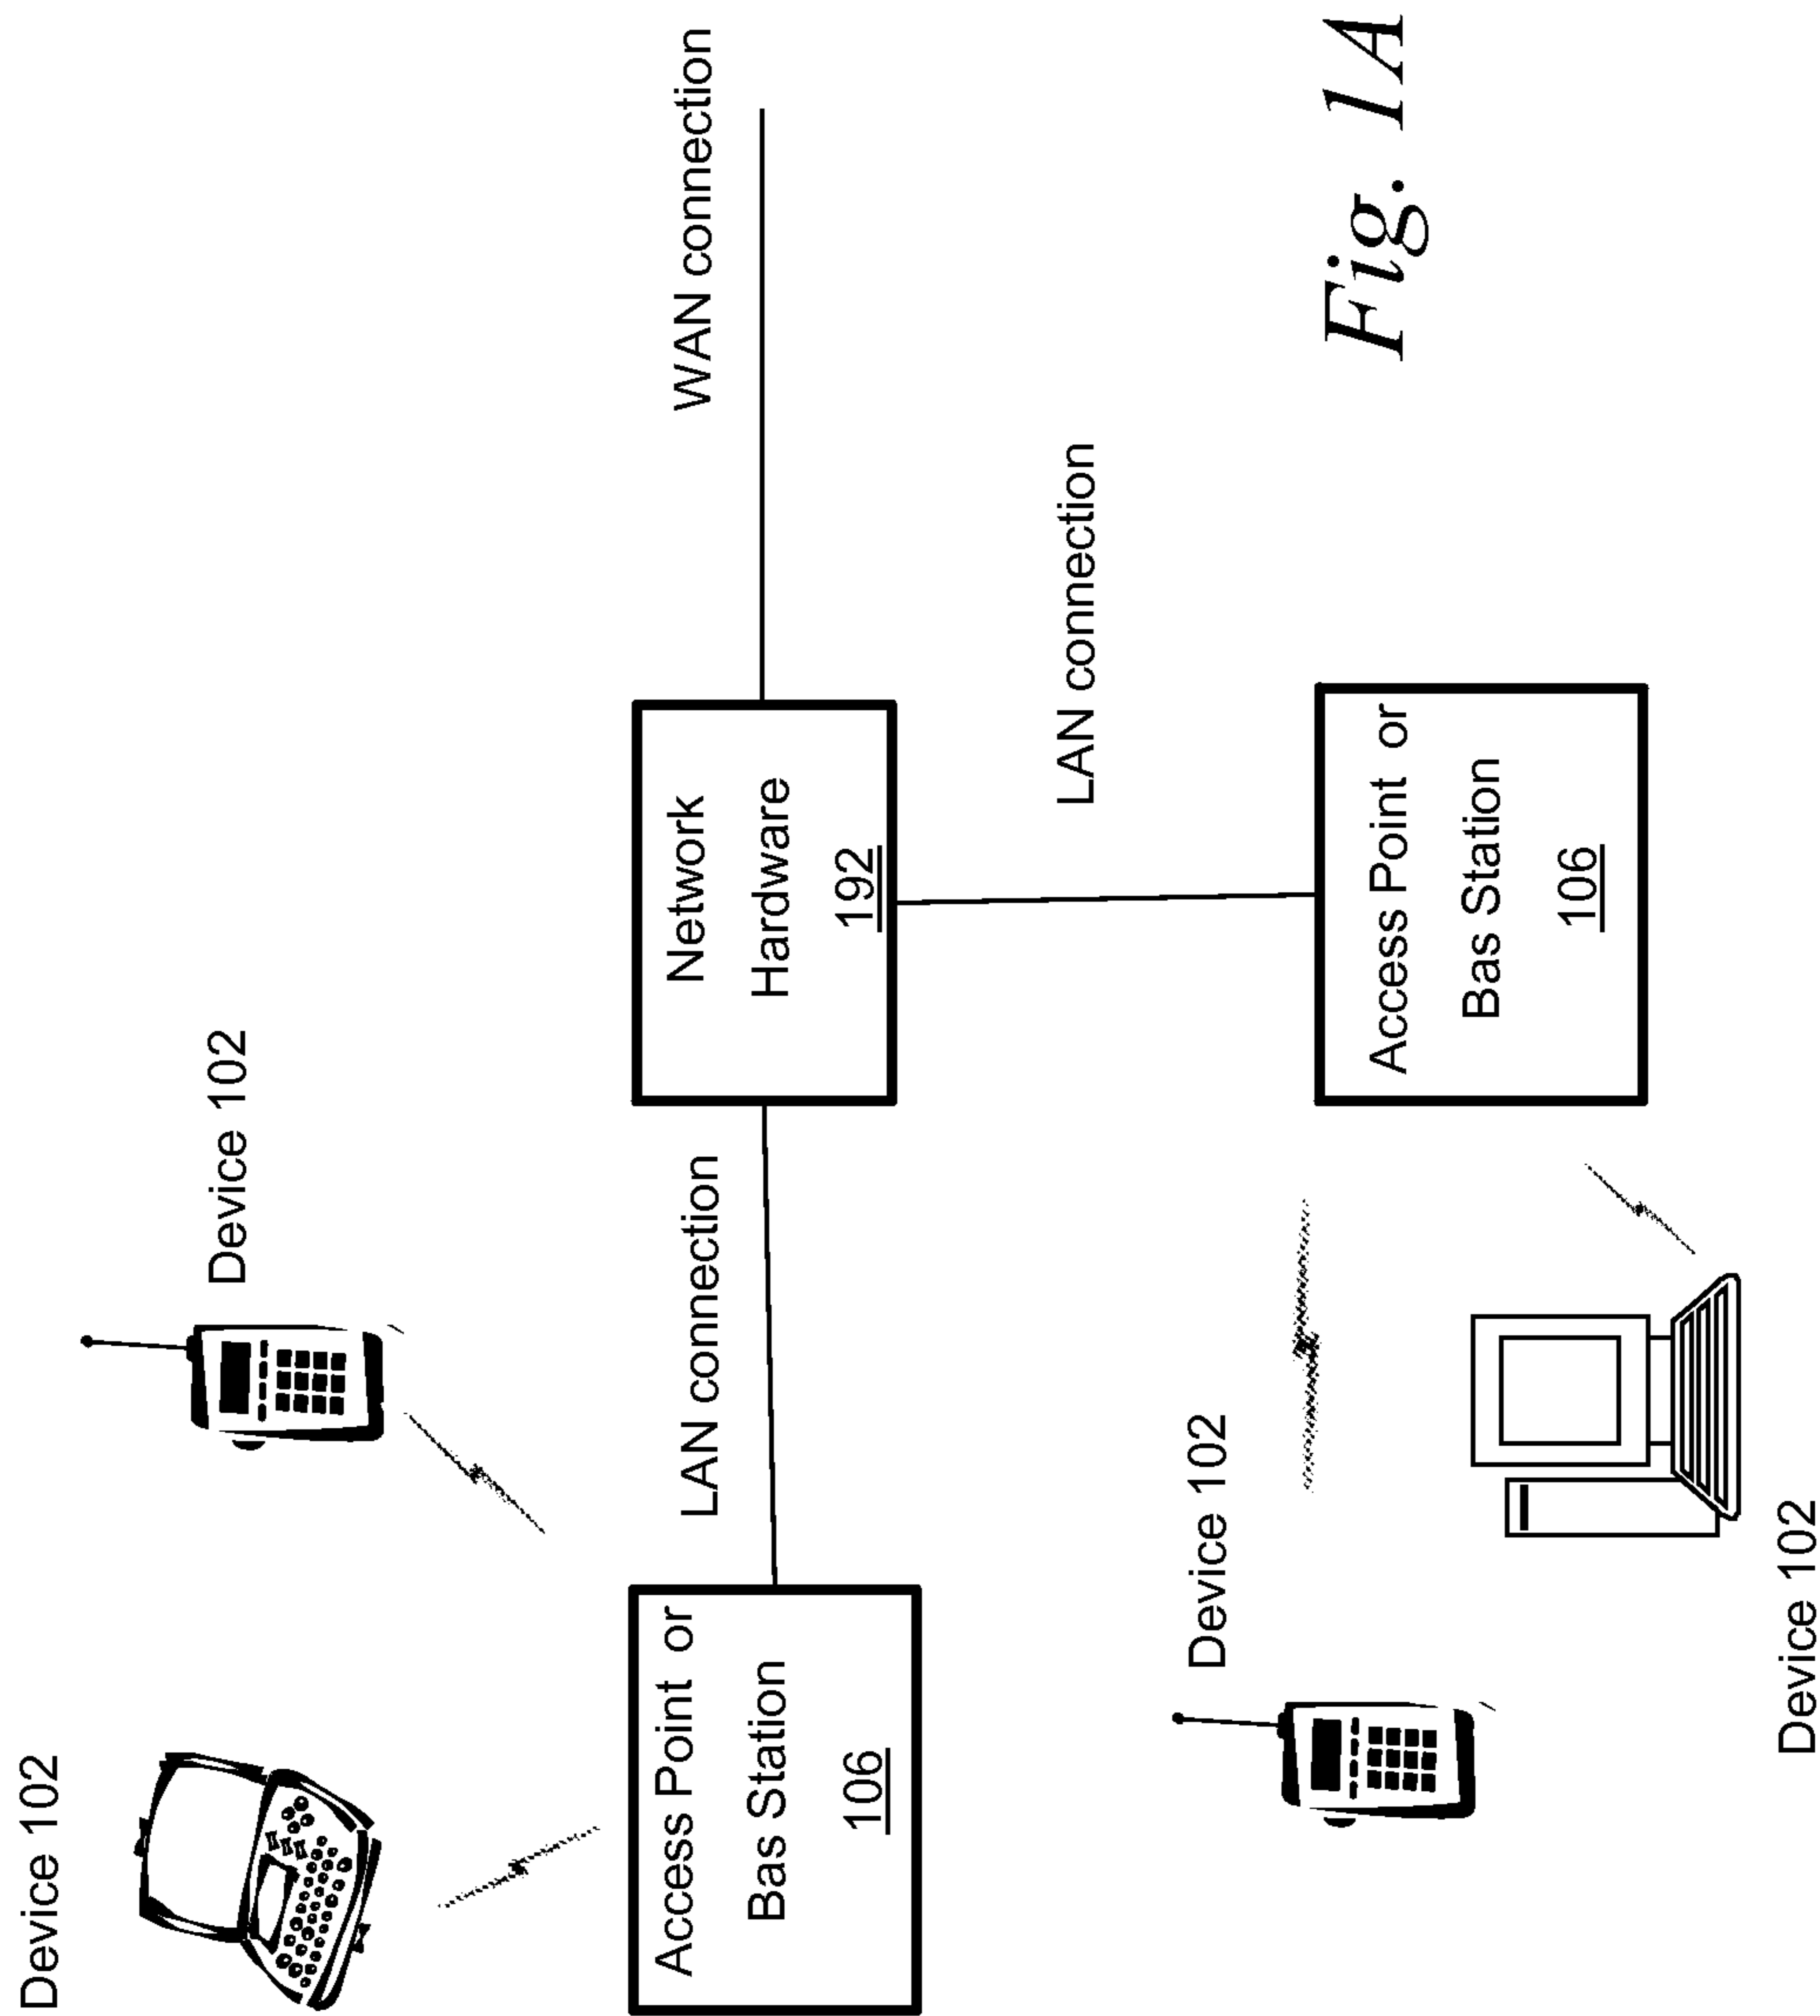 Device 102
Device 102
Access Point or
Bas Station
106
LAN connection
Network
Hardware
192
WAN connection
LAN connection
Device 102
Access Point or
Bas Station
106
Device 102
Fig. 1A